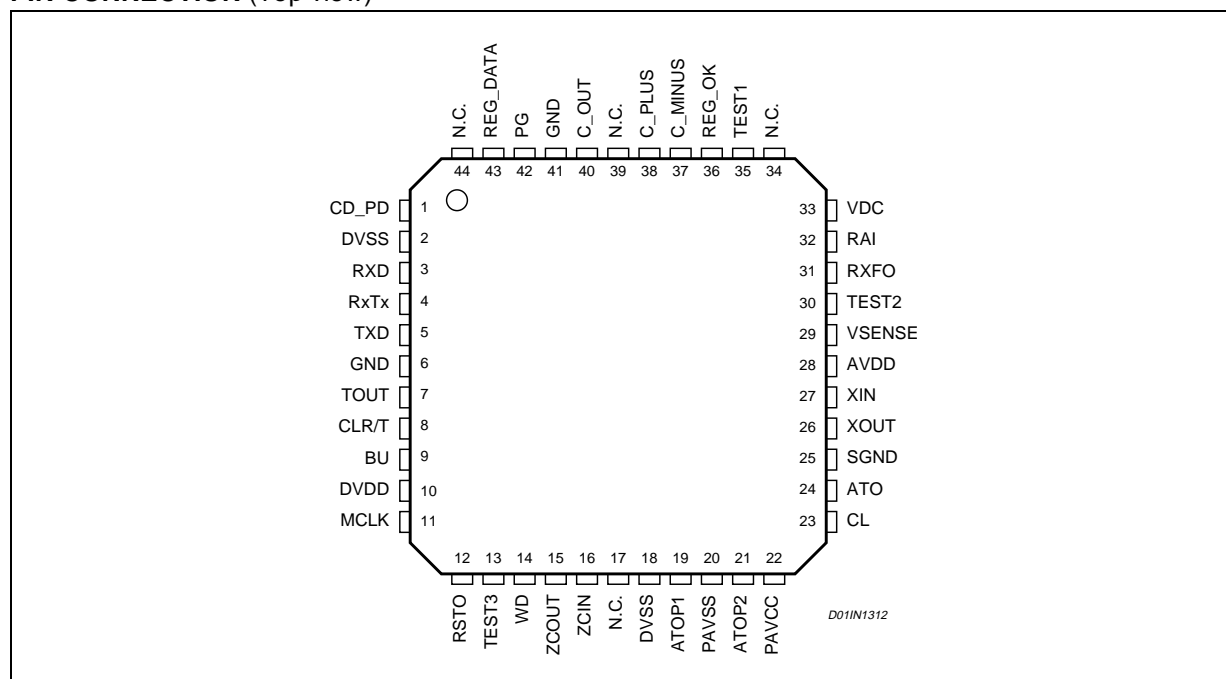 N.C.
REG_DATA
PG
GND
C_OUT
N.C.
C_PLUS
C_MINUS
REG_OK
TEST1
N.C.
44 43 42 41 40 39 38 37 36 35 34
CD_PD 1 33 VDC
DVSS 2 32 RAI
RXD 3 31 RXFO
RxTx 4 30 TEST2
TXD 5 29 VSENSE
GND 6 28 AVDD
TOUT 7 27 XIN
CLR/T 8 26 XOUT
BU 9 25 SGND
DVDD 10 24 ATO
MCLK 11 23 CL
12 13 14 15 16 17 18 19 20 21 22
RSTO
TEST3
WD
ZCOUT
ZCIN
N.C.
DVSS
ATOP1
PAVSS
ATOP2
PAVCC
D01IN1312